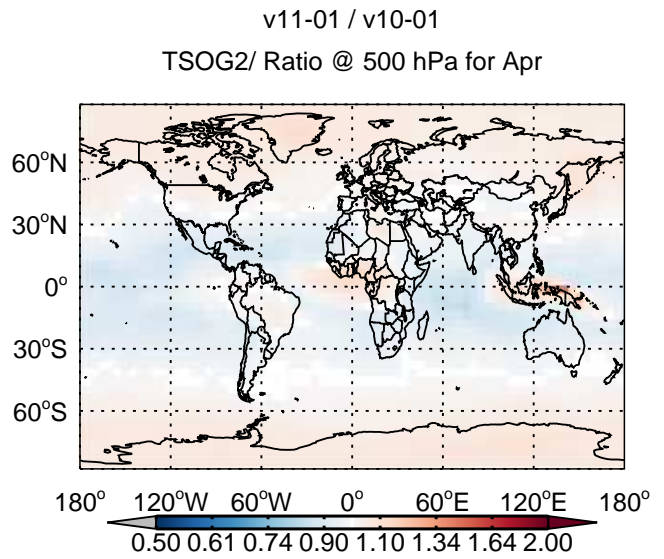 v11-01 / v10-01
TSOG2/ Ratio @ 500 hPa for Apr
60°N
30°N
0°
30°S
60°S
180° 120°W 60°W 0° 60°E 120°E 180°
0.50 0.61 0.74 0.90 1.10 1.34 1.64 2.00